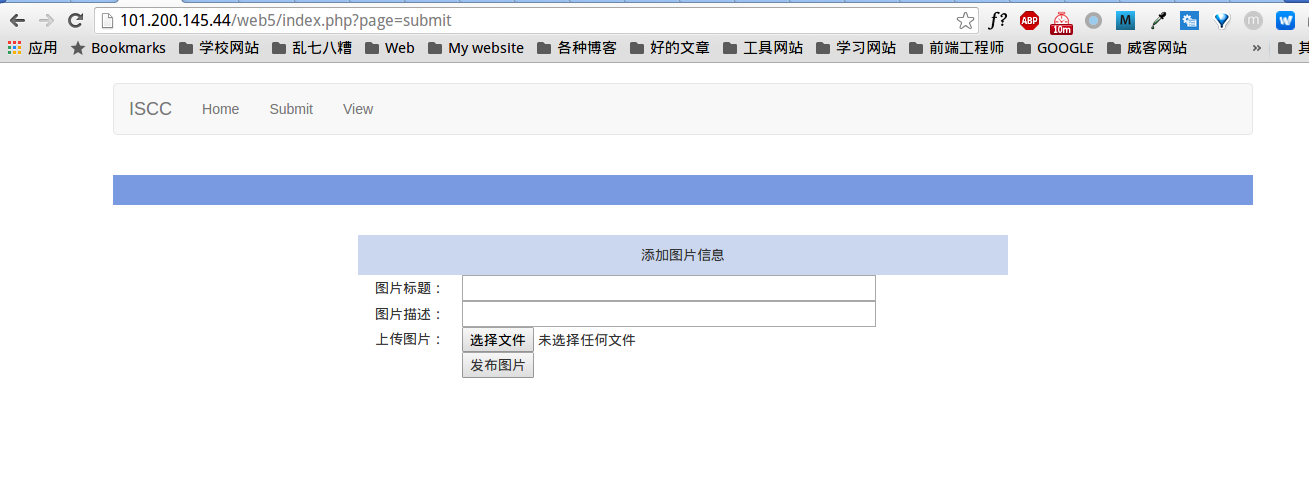 101.200.145.44/web5/index.php?page=submit
f? ABP 10m M m w
应用 Bookmarks 学校网站 乱七八糟 Web My website 各种博客 好的文章 工具网站 学习网站 前端工程师 GOOGLE 威客网站 »
ISCC Home Submit View
添加图片信息
图片标题：
图片描述：
上传图片： 选择文件 未选择任何文件
发布图片